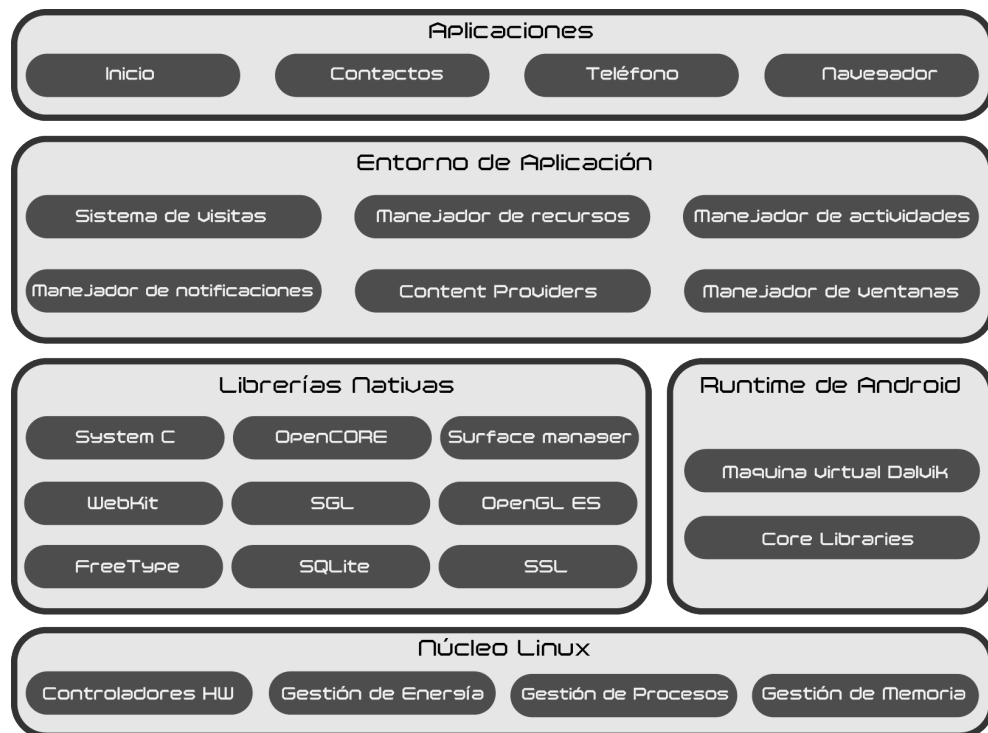 Aplicaciones
Inicio
Contactos
Teléfono
Navegador
Entorno de Aplicación
Sistema de visitas
Manejador de recursos
Manejador de actividades
Manejador de notificaciones
Content Providers
Manejador de ventanas
Librerías Nativas
System C
OpenCORE
Surface manager
WebKit
SGL
OpenGL ES
FreeType
SQLite
SSL
Runtime de Android
Maquina virtual Dalvik
Core Libraries
Núcleo Linux
Controladores HW
Gestión de Energía
Gestión de Procesos
Gestión de Memoria